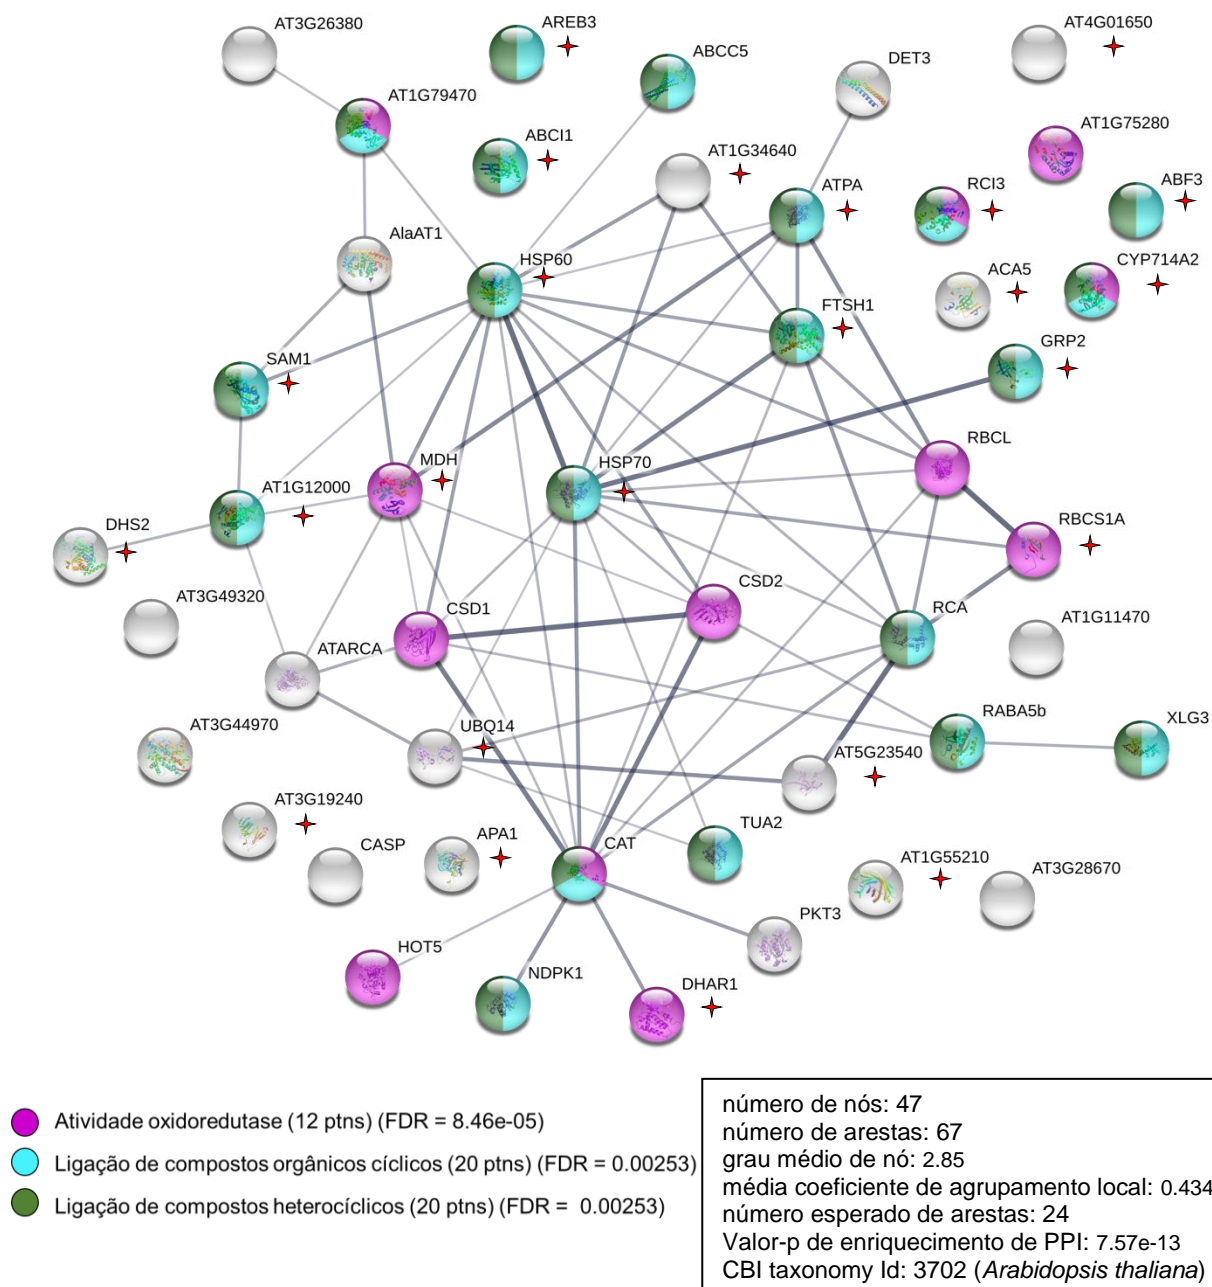 AT3G26380
AREB3
AT4G01650
ABCC5
DET3
AT1G79470
AT1G75280
ABCI1
AT1G34640
ATPA
RCI3
ABF3
AlaAT1
HSP60
ACA5
CYP714A2
FTSH1
GRP2
SAM1
RBCL
MDH
HSP70
AT1G12000
DHS2
RBCS1A
AT3G49320
CSD1
CSD2
RCA
AT1G11470
ATARCA
AT3G44970
UBQ14
AT5G23540
RABA5b
XLG3
AT3G19240
CASP
APA1
CAT
TUA2
AT1G55210
AT3G28670
PKT3
HOT5
NDPK1
DHAR1
Atividade oxidoredutase (12 ptns) (FDR = 8.46e-05)
Ligação de compostos orgânicos cíclicos (20 ptns) (FDR = 0.00253)
Ligação de compostos heterocíclicos (20 ptns) (FDR = 0.00253)
número de nós: 47
número de arestas: 67
grau médio de nó: 2.85
média coeficiente de agrupamento local: 0.434
número esperado de arestas: 24
Valor-p de enriquecimento de PPI: 7.57e-13
CBI taxonomy Id: 3702 (Arabidopsis thaliana)